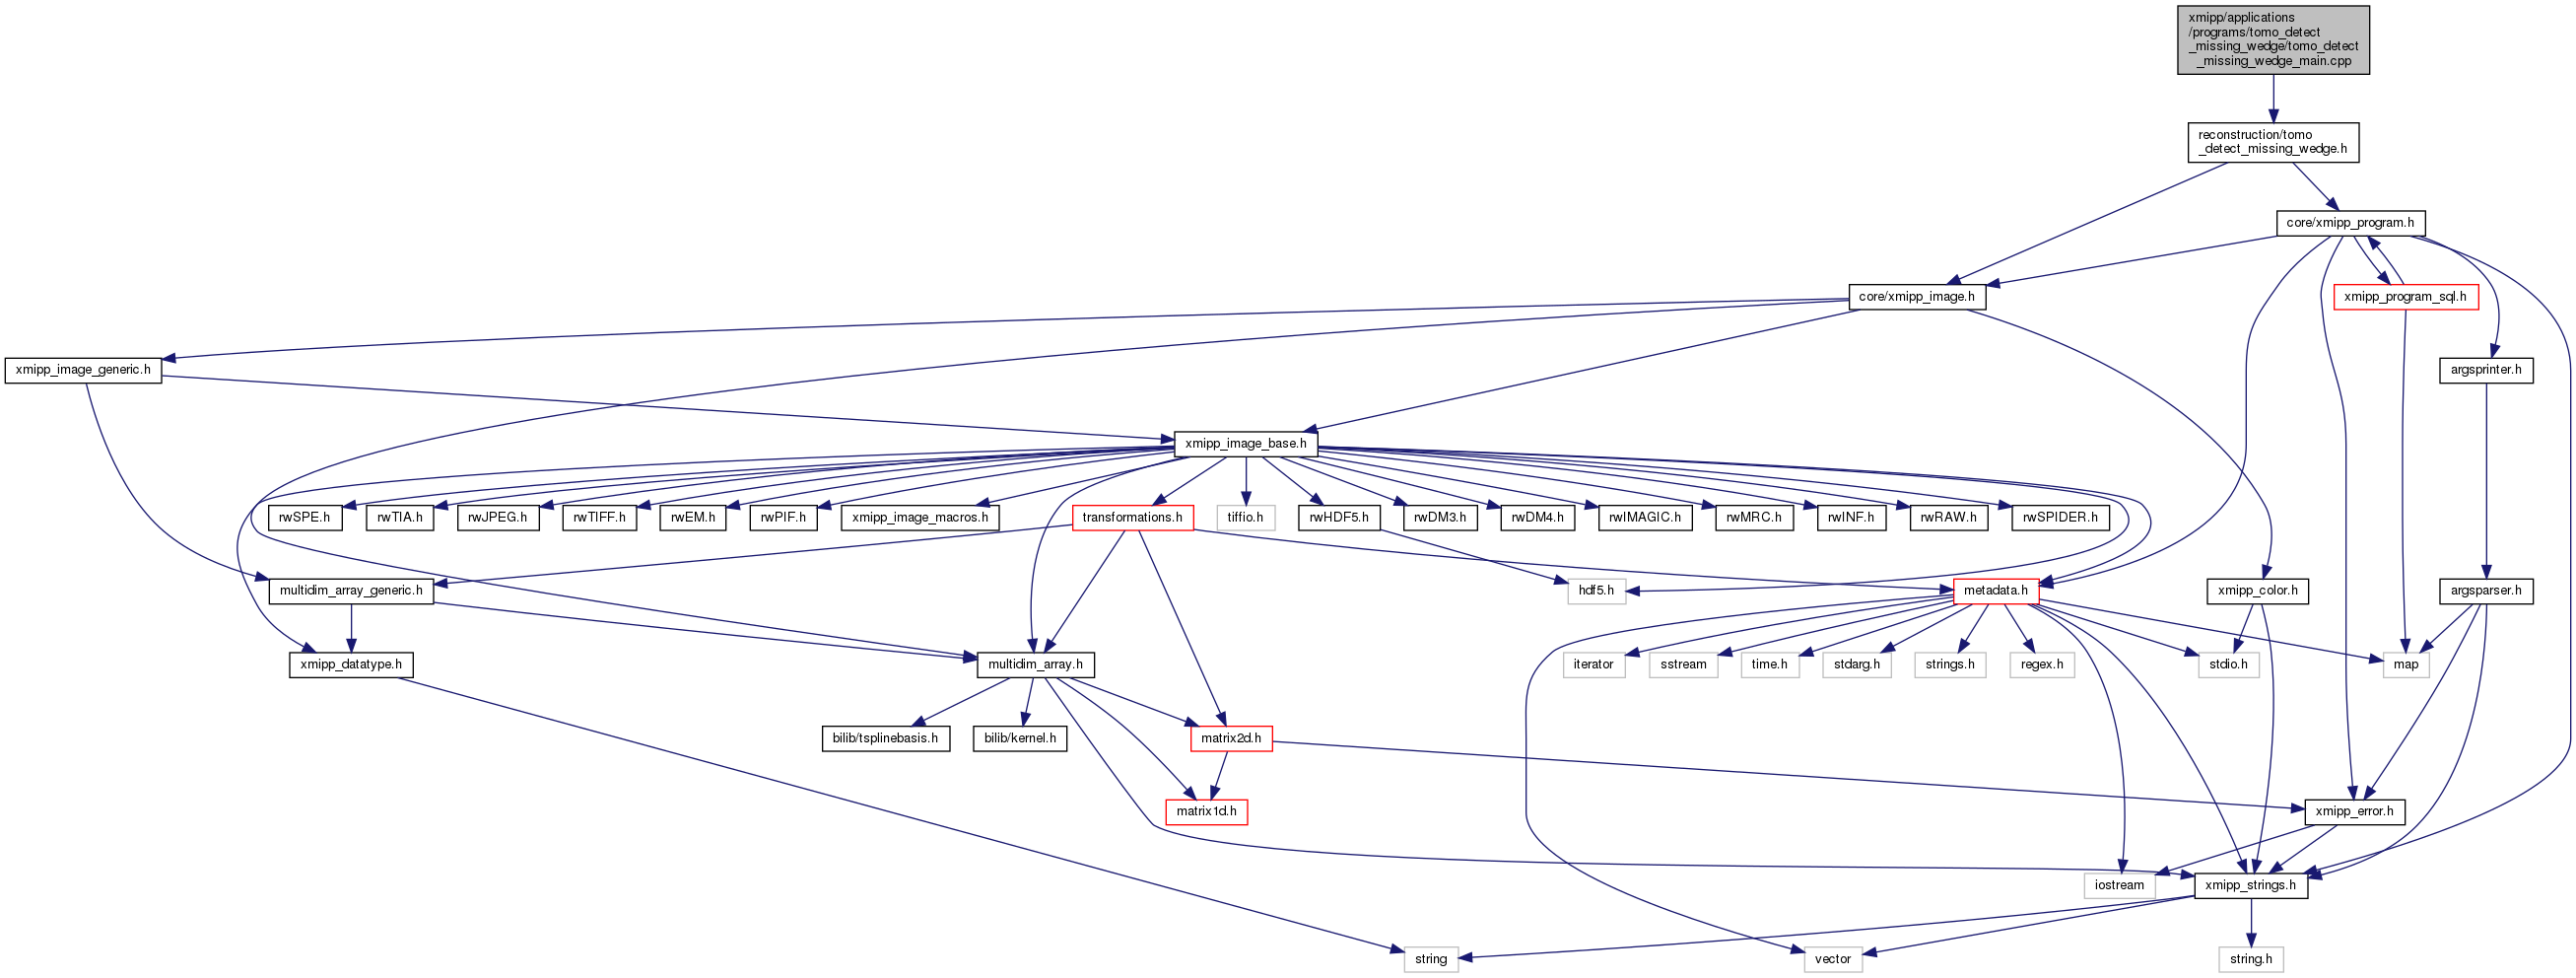 xmipp/applications
/programs/tomo_detect
_missing_wedge/tomo_detect
_missing_wedge_main.cpp
reconstruction/tomo
_detect_missing_wedge.h
core/xmipp_program.h
core/xmipp_image.h
xmipp_program_sql.h
xmipp_image_generic.h
argsprinter.h
xmipp_image_base.h
rwSPE.h
rwTIA.h
rwJPEG.h
rwTIFF.h
rwEM.h
rwPIF.h
xmipp_image_macros.h
transformations.h
tiffio.h
rwHDF5.h
rwDM3.h
rwDM4.h
rwIMAGIC.h
rwMRC.h
rwINF.h
rwRAW.h
rwSPIDER.h
multidim_array_generic.h
hdf5.h
metadata.h
xmipp_color.h
argsparser.h
xmipp_datatype.h
multidim_array.h
iterator
sstream
time.h
stdarg.h
strings.h
regex.h
stdio.h
map
bilib/tsplinebasis.h
bilib/kernel.h
matrix2d.h
matrix1d.h
xmipp_error.h
iostream
xmipp_strings.h
string
vector
string.h